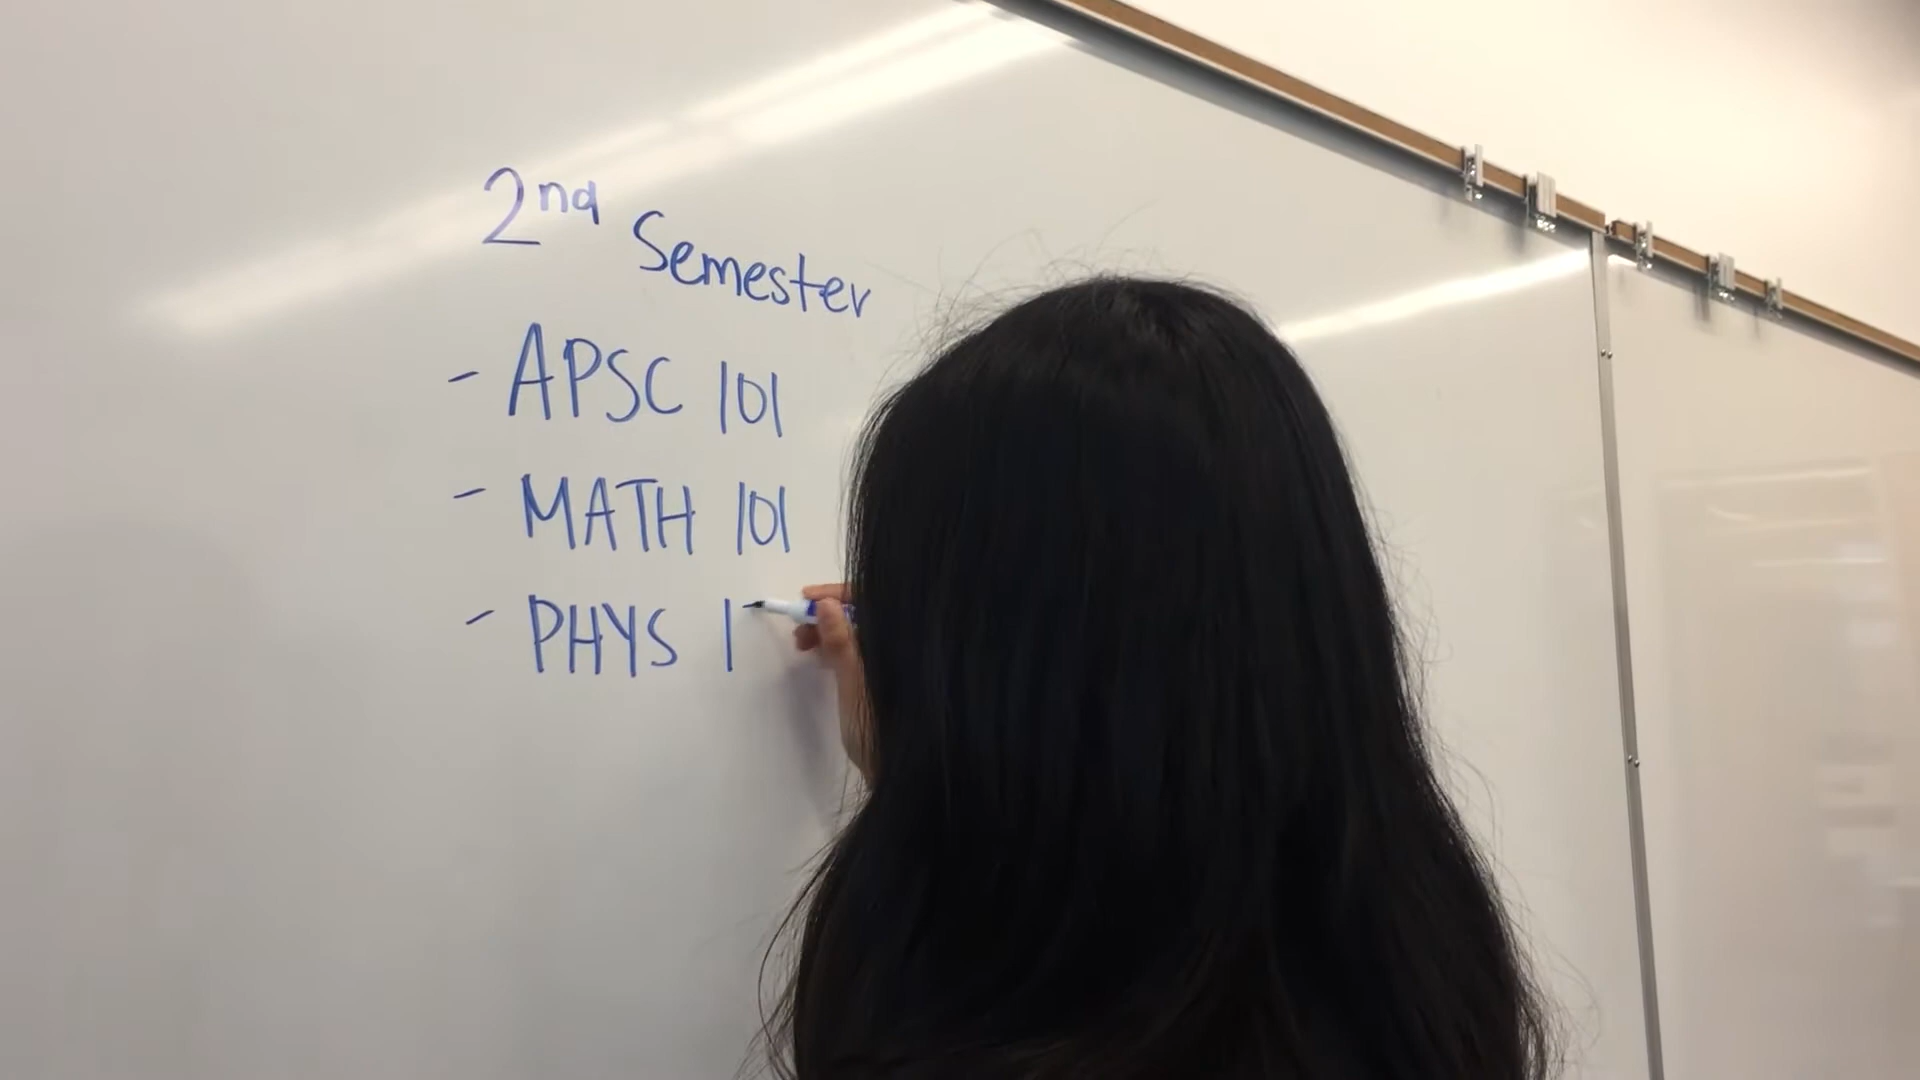 2nd Semester
- APSC 101
- MATH 101
- PHYS 1